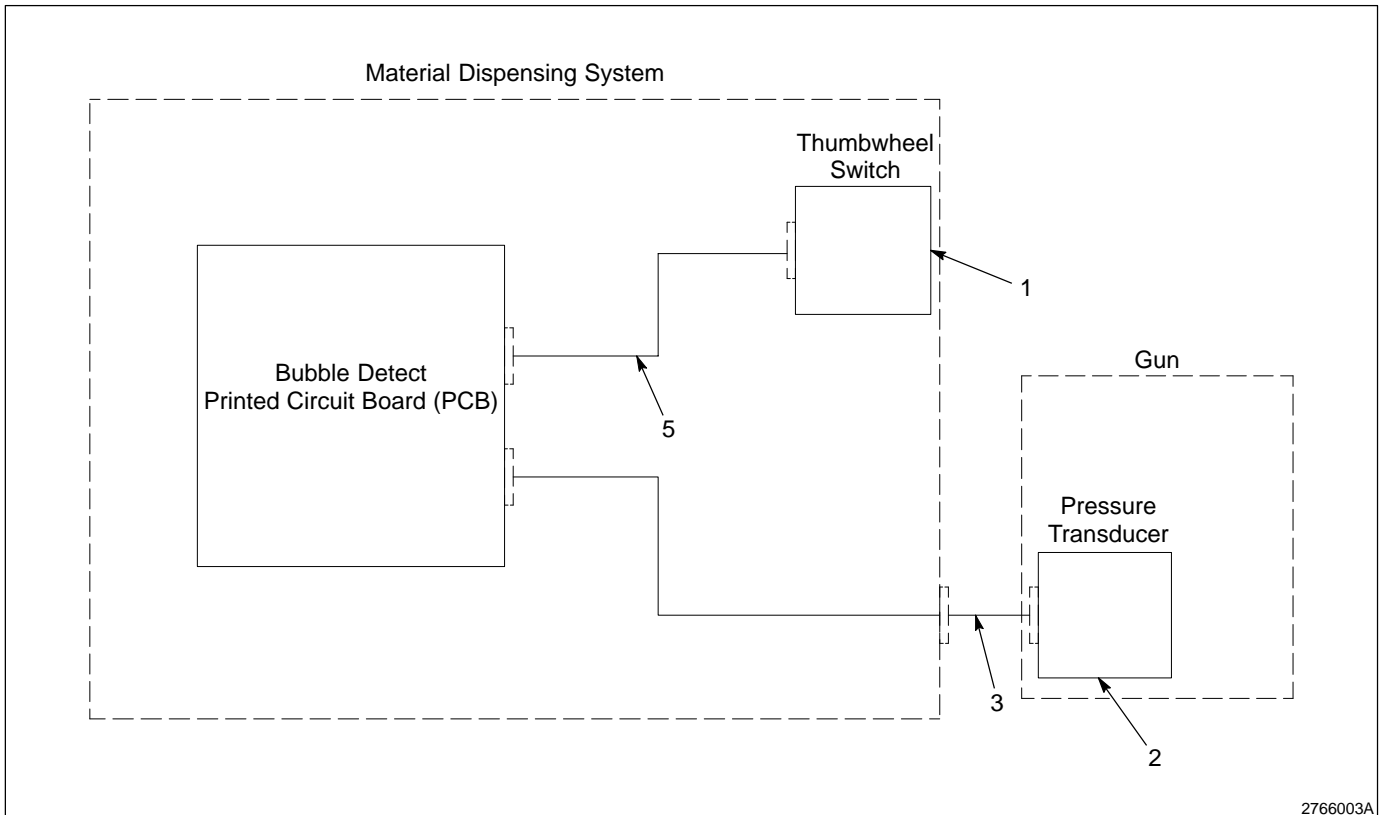 Material Dispensing System
Thumbwheel
Switch
1
Bubble Detect
Printed Circuit Board (PCB)
5
Gun
Pressure
Transducer
3
2
2766003A